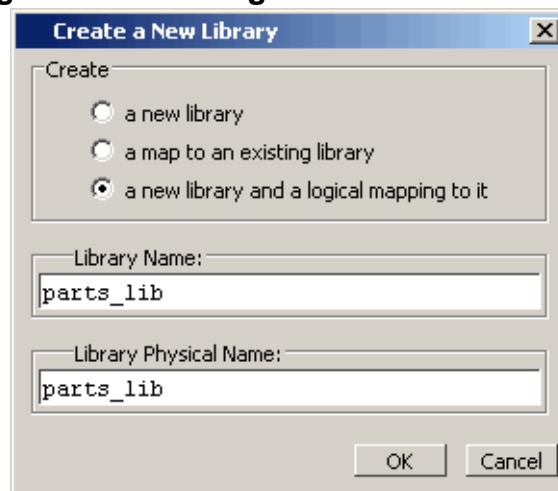 Create a New Library
Create
a new library
a map to an existing library
a new library and a logical mapping to it
Library Name:
parts_lib
Library Physical Name:
parts_lib
OK
Cancel